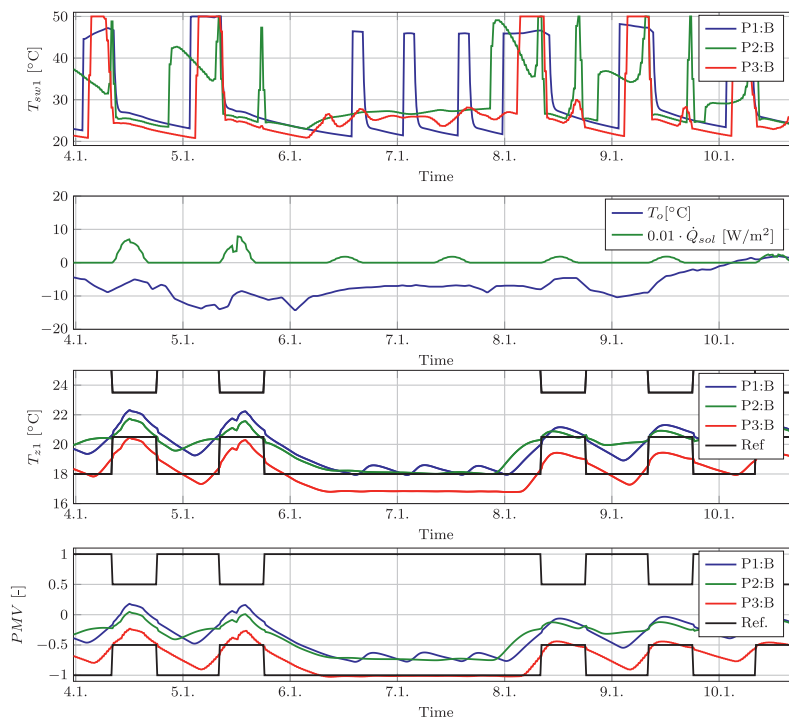 T_sw1 [°C]
50
40
30
20
P1:B
P2:B
P3:B
4.1. 5.1. 6.1. 7.1. 8.1. 9.1. 10.1.
Time
20
10
0
−10
−20
T_o[°C]
0.01 · Q̇_sol [W/m²]
4.1. 5.1. 6.1. 7.1. 8.1. 9.1. 10.1.
Time
T_z1 [°C]
24
22
20
18
16
P1:B
P2:B
P3:B
Ref
4.1. 5.1. 6.1. 7.1. 8.1. 9.1. 10.1.
Time
PMV [-]
1
0.5
0
−0.5
−1
P1:B
P2:B
P3:B
Ref.
4.1. 5.1. 6.1. 7.1. 8.1. 9.1. 10.1.
Time